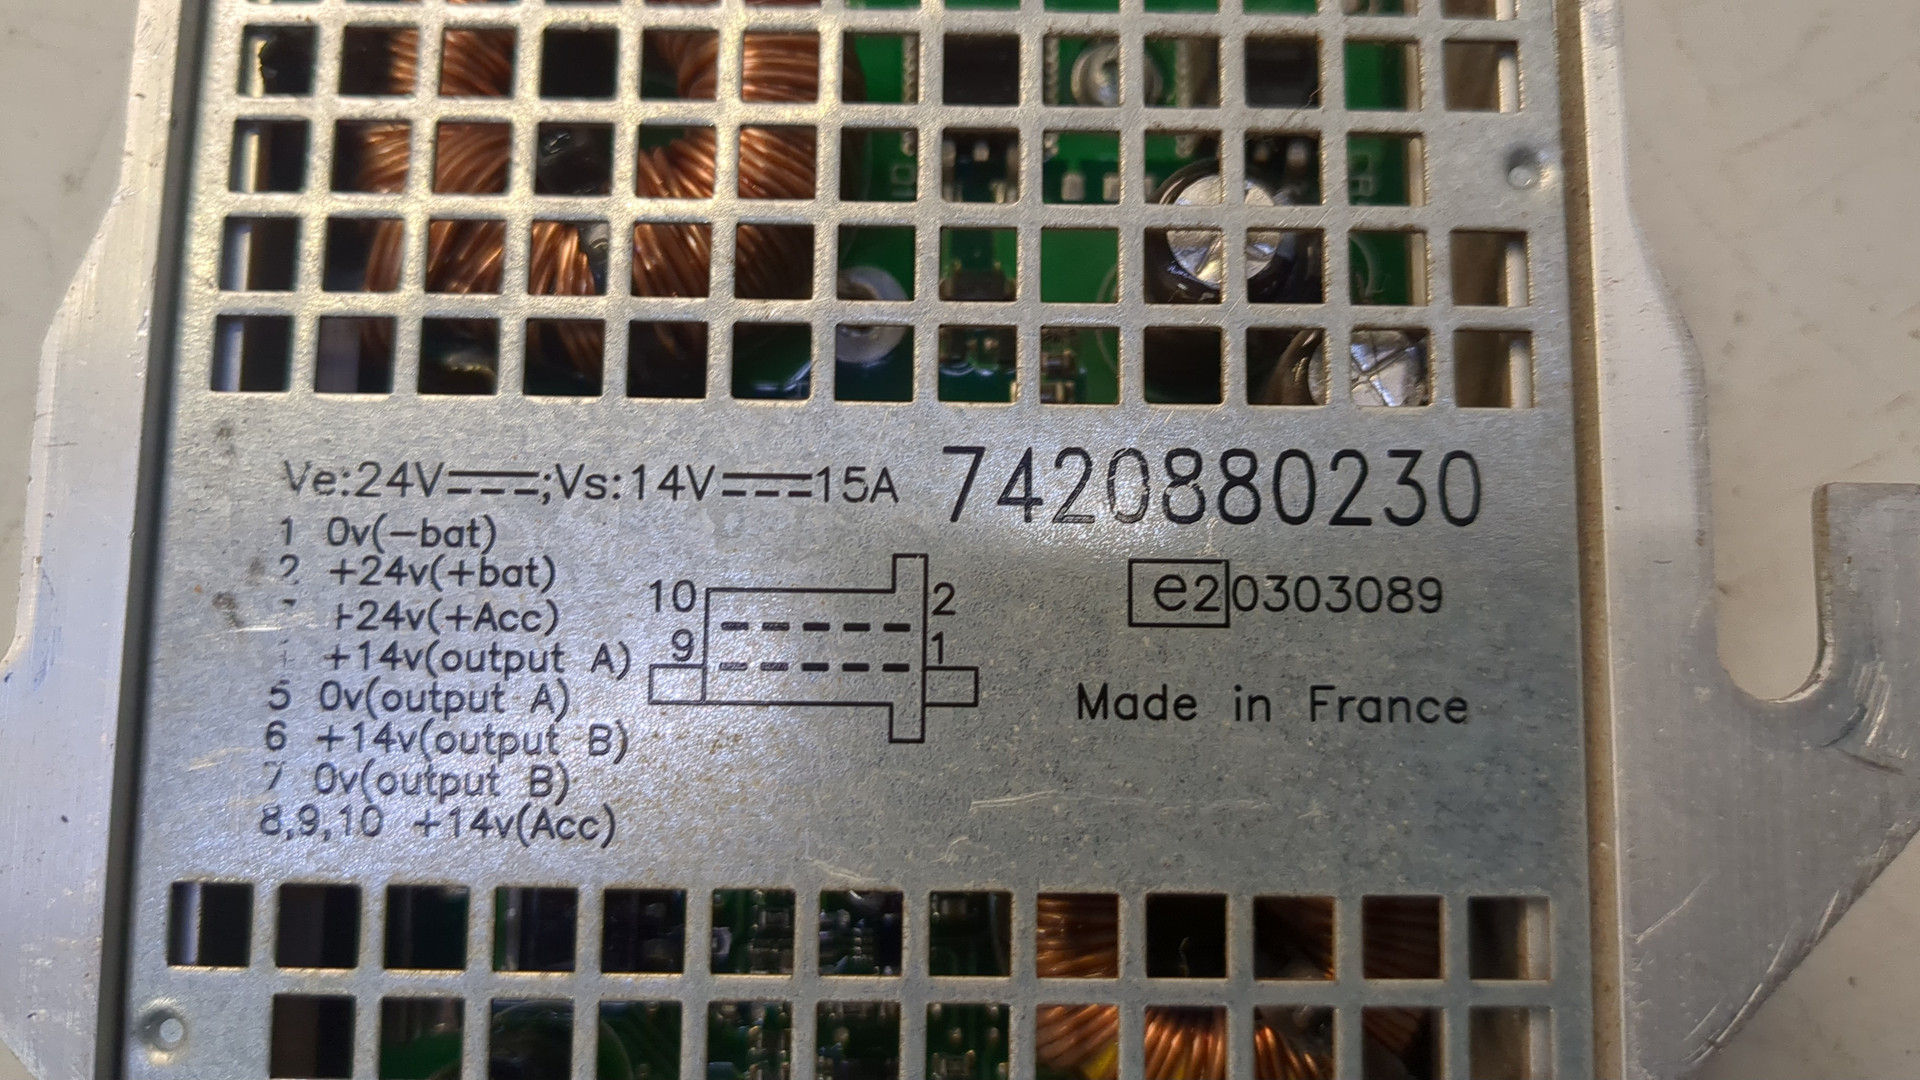 Ve:24V;Vs:14V15A
7420880230
1 0v(-bat)
2 +24v(+bat)
+24v(+Acc)
+14v(output A)
5 0v(output A)
6 +14v(output B)
7 0v(output B)
8,9,10 +14v(Acc)
10 2
9 1
e2 0303089
Made in France